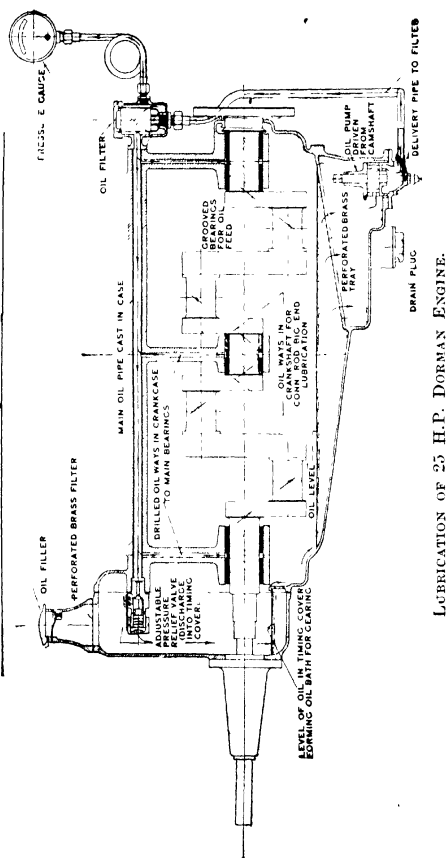 OIL FILLER
PERFORATED BRASS FILTER
ADJUSTABLE
PRESSURE
RELIEF VALVE
(DISCHARGE
INTO TIMING
COVER.
LEVEL OF OIL IN TIMING COVER
FORMING OIL BATH FOR GEARING
MAIN OIL PIPE CAST IN CASE
DRILLED OIL WAYS IN CRANKCASE
TO MAIN BEARINGS
OIL LEVEL
OIL WAYS IN
CRANKSHAFT FOR
CONN ROD BIG END
LUBRICATION
GROOVED
BEARINGS
FOR OIL
FEED
OIL FILTER
PRESS E GAUGE
PERFORATED BRASS
TRAY
OIL PUMP
DRIVEN
FROM
CAMSHAFT
DELIVERY PIPE TO FILTER
DRAIN PLUG
LUBRICATION OF 25 H.P. DORMAN ENGINE.